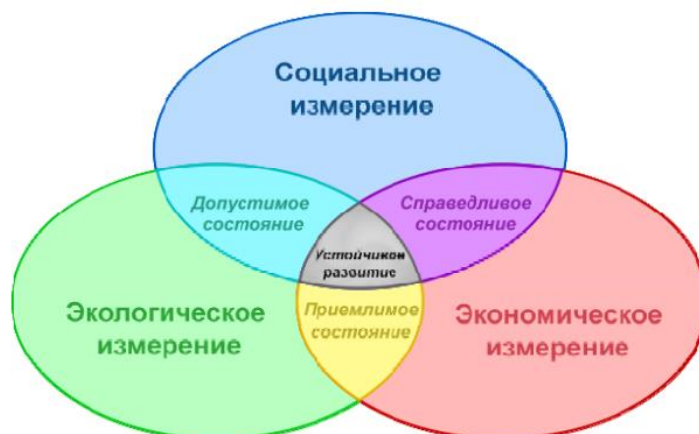 Социальное
измерение
Допустимое
состояние
Справедливое
состояние
Устойчивое
развитие
Экологическое
измерение
Приемлимое
состояние
Экономическое
измерение